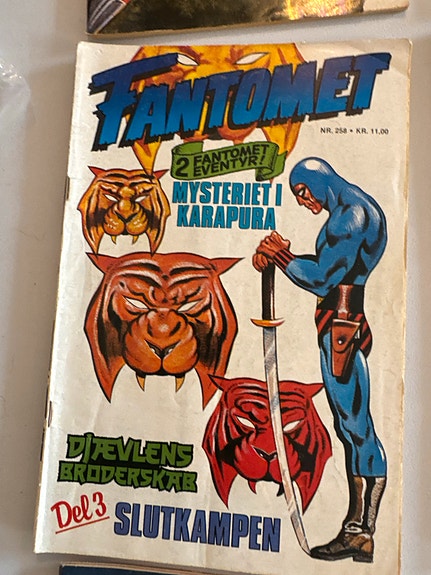 FANTOMET
NR. 258 • KR. 11,00
2 FANTOMET
EVENTYR!
MYSTERIET I
KARAPURA
DJÆVLENS
BRODERSKAB
Del 3
SLUTKAMPEN